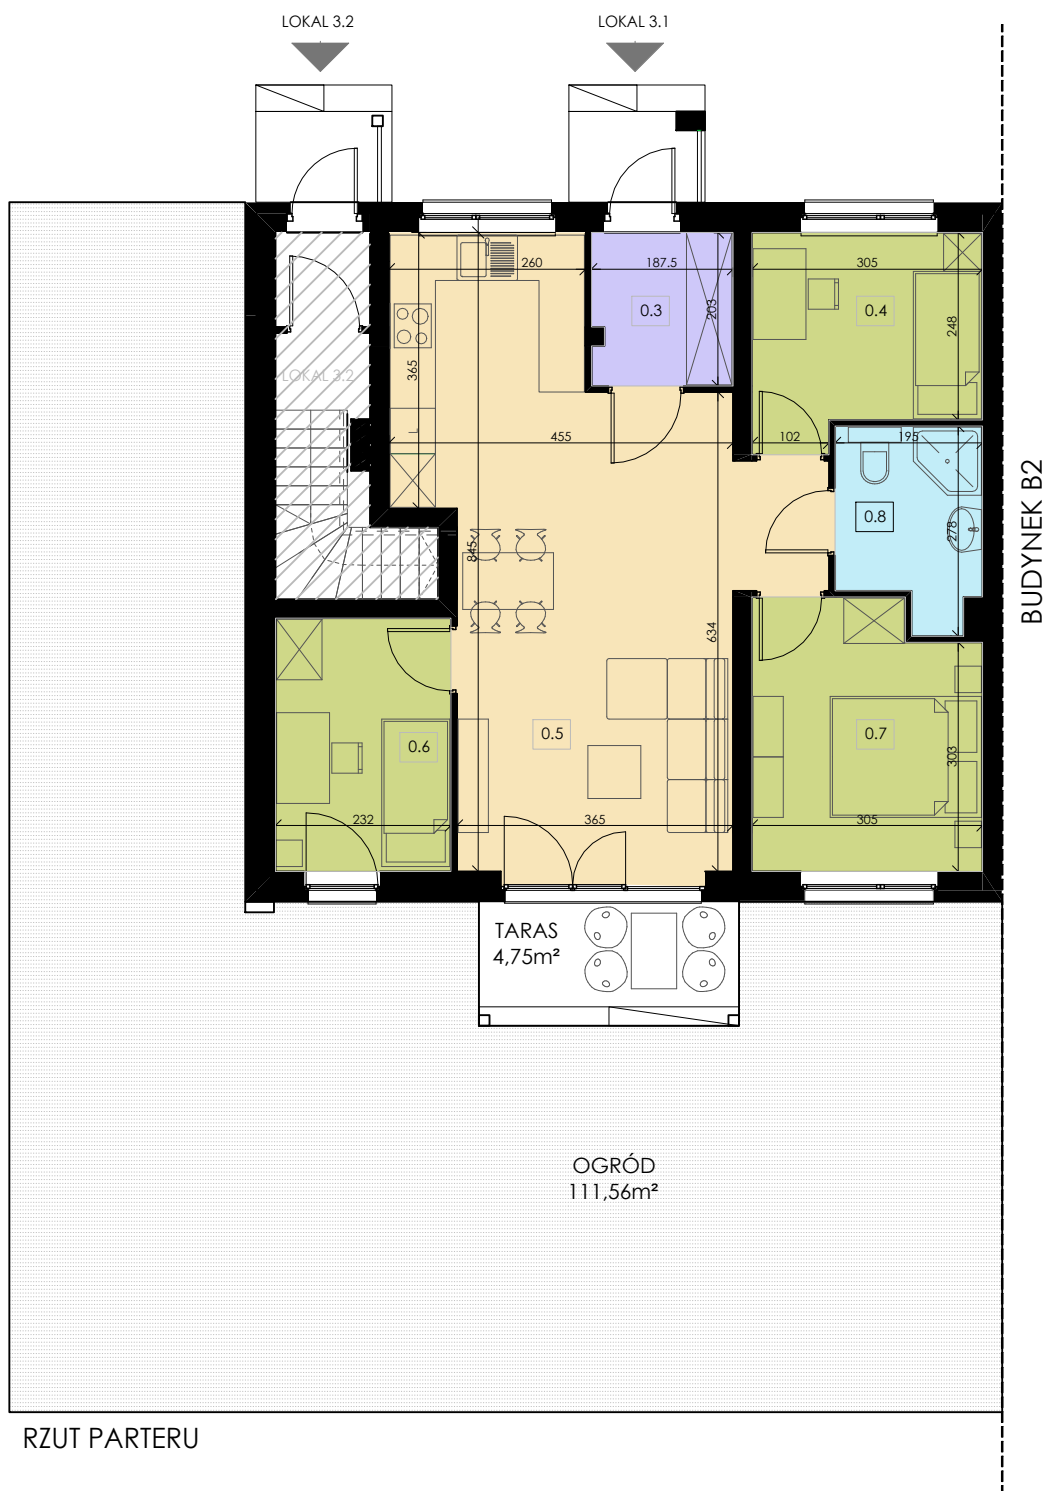 LOKAL 3.2
LOKAL 3.1
260
187.5
305
0.3
0.4
203
248
365
LOKAL 3.2
455
102
195
0.8
278
845
BUDYNEK B2
634
0.6
0.5
0.7
303
232
365
305
TARAS
4,75m²
OGRÓD
111,56m²
RZUT PARTERU